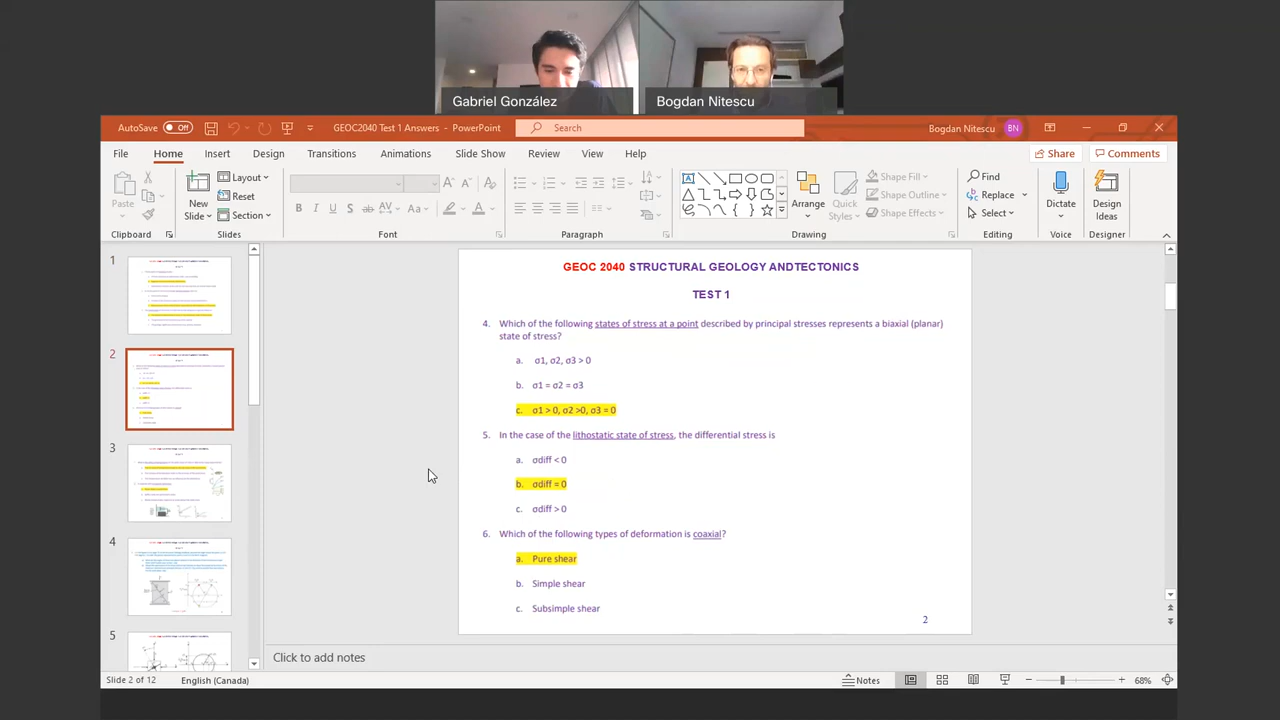 Gabriel González
Bogdan Nitescu
AutoSave Off GEOC2040 Test 1 Answers - PowerPoint Search Bogdan Nitescu BN
File Home Insert Design Draw Transitions Animations Slide Show Review View Help Share Comments
Paste New Slide Layout Reset Section B I U S ab AV Aa A A A Arrange Quick Styles Shape Fill Shape Outline Shape Effects Find Replace Select Dictate Design Ideas
Clipboard Slides Font Paragraph Drawing Editing Voice Designer
1
2
3
4
5
GEOC 2040 STRUCTURAL GEOLOGY ANDTECTONICS
TEST 1
4. Which of the following states of stress at a point described by principal stresses represents a biaxial (planar)
state of stress?
a. σ1, σ2, σ3 > 0
b. σ1 = σ2 = σ3
c. σ1 > 0, σ2 >0, σ3 = 0
5. In the case of the lithostatic state of stress, the differential stress is
a. σdiff < 0
b. σdiff = 0
c. σdiff > 0
6. Which of the following types of deformation is coaxial?
a. Pure shear
b. Simple shear
c. Subsimple shear
2
Click to add notes
Slide 2 of 12 English (Canada) Notes 68%